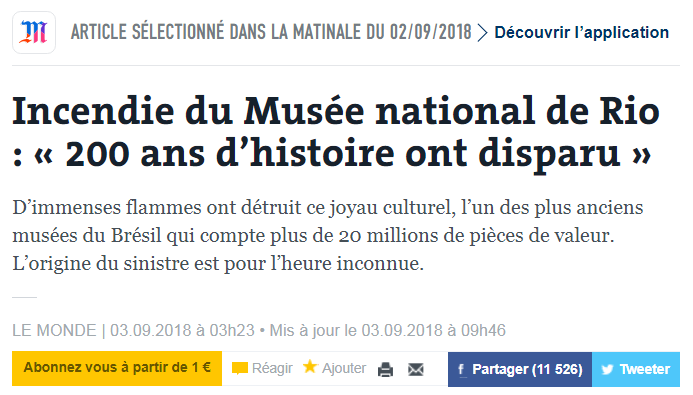 M ARTICLE SÉLECTIONNÉ DANS LA MATINALE DU 02/09/2018 > Découvrir l’application
Incendie du Musée national de Rio
: « 200 ans d’histoire ont disparu »
D’immenses flammes ont détruit ce joyau culturel, l’un des plus anciens
musées du Brésil qui compte plus de 20 millions de pièces de valeur.
L’origine du sinistre est pour l’heure inconnue.
LE MONDE | 03.09.2018 à 03h23 • Mis à jour le 03.09.2018 à 09h46
Abonnez vous à partir de 1 € Réagir Ajouter f Partager (11 526) Tweeter